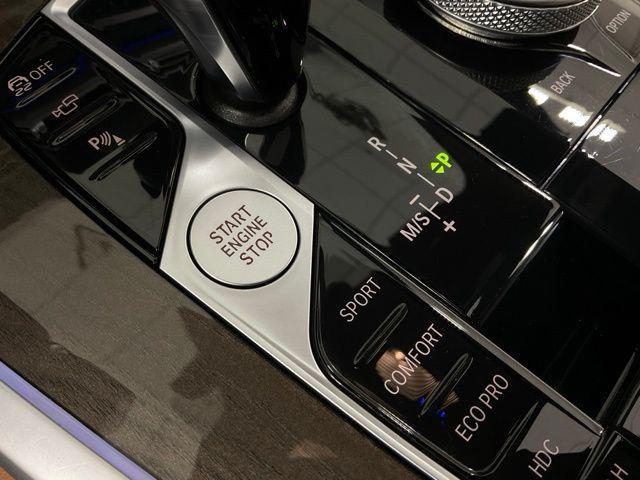 OFF
P
START
ENGINE
STOP
R
N
P
–
M/S
D
+
SPORT
COMFORT
ECO PRO
HDC
OPTION
BACK
H